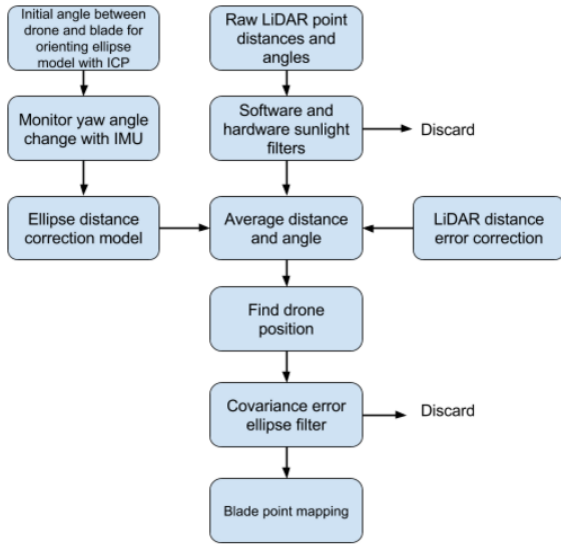 Initial angle between
drone and blade for
orienting ellipse
model with ICP
Raw LiDAR point
distances and
angles
Monitor yaw angle
change with IMU
Software and
hardware sunlight
filters
Discard
Ellipse distance
correction model
Average distance
and angle
LiDAR distance
error correction
Find drone
position
Covariance error
ellipse filter
Discard
Blade point mapping